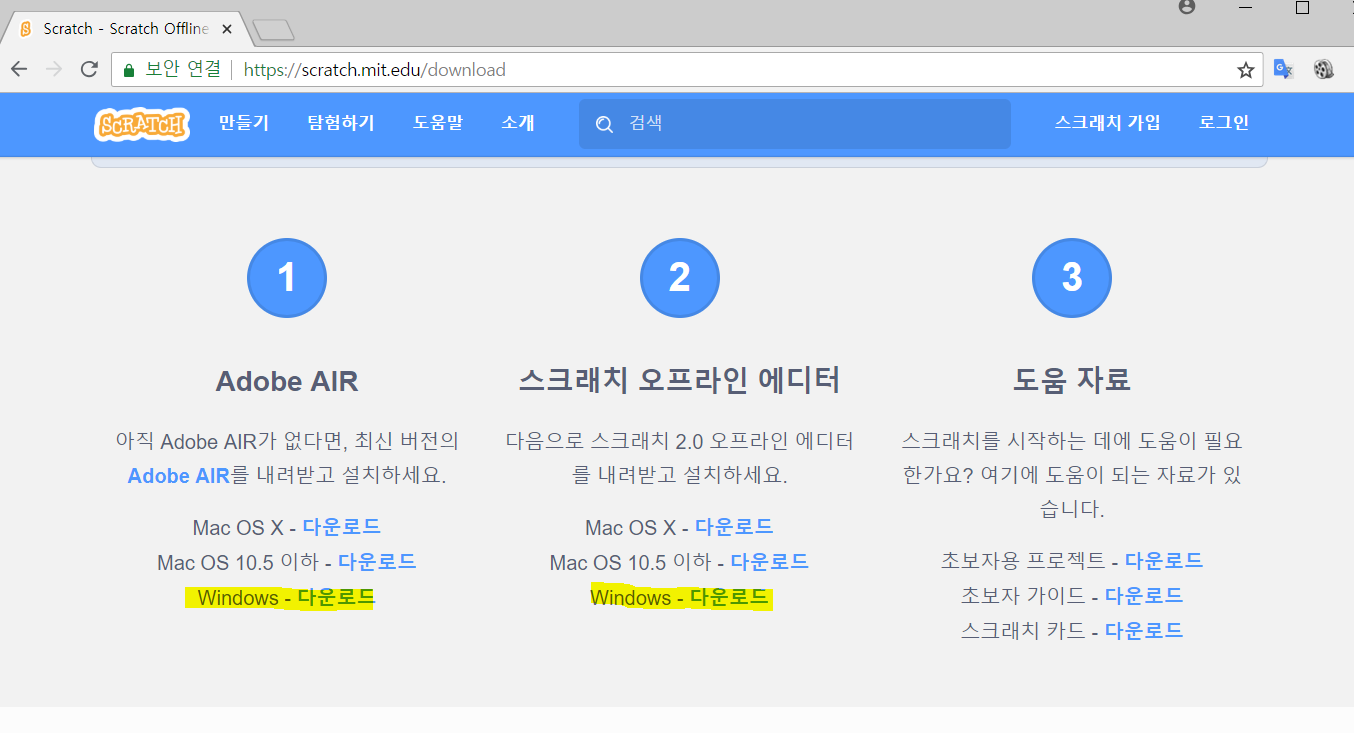 Scratch - Scratch Offline
보안 연결 | https://scratch.mit.edu/download
SCRATCH 만들기 탐험하기 도움말 소개 검색 스크래치 가입 로그인
1
Adobe AIR
아직 Adobe AIR가 없다면, 최신 버전의
Adobe AIR를 내려받고 설치하세요.
Mac OS X - 다운로드
Mac OS 10.5 이하 - 다운로드
Windows - 다운로드
2
스크래치 오프라인 에디터
다음으로 스크래치 2.0 오프라인 에디터
를 내려받고 설치하세요.
Mac OS X - 다운로드
Mac OS 10.5 이하 - 다운로드
Windows - 다운로드
3
도움 자료
스크래치를 시작하는 데에 도움이 필요
한가요? 여기에 도움이 되는 자료가 있
습니다.
초보자용 프로젝트 - 다운로드
초보자 가이드 - 다운로드
스크래치 카드 - 다운로드